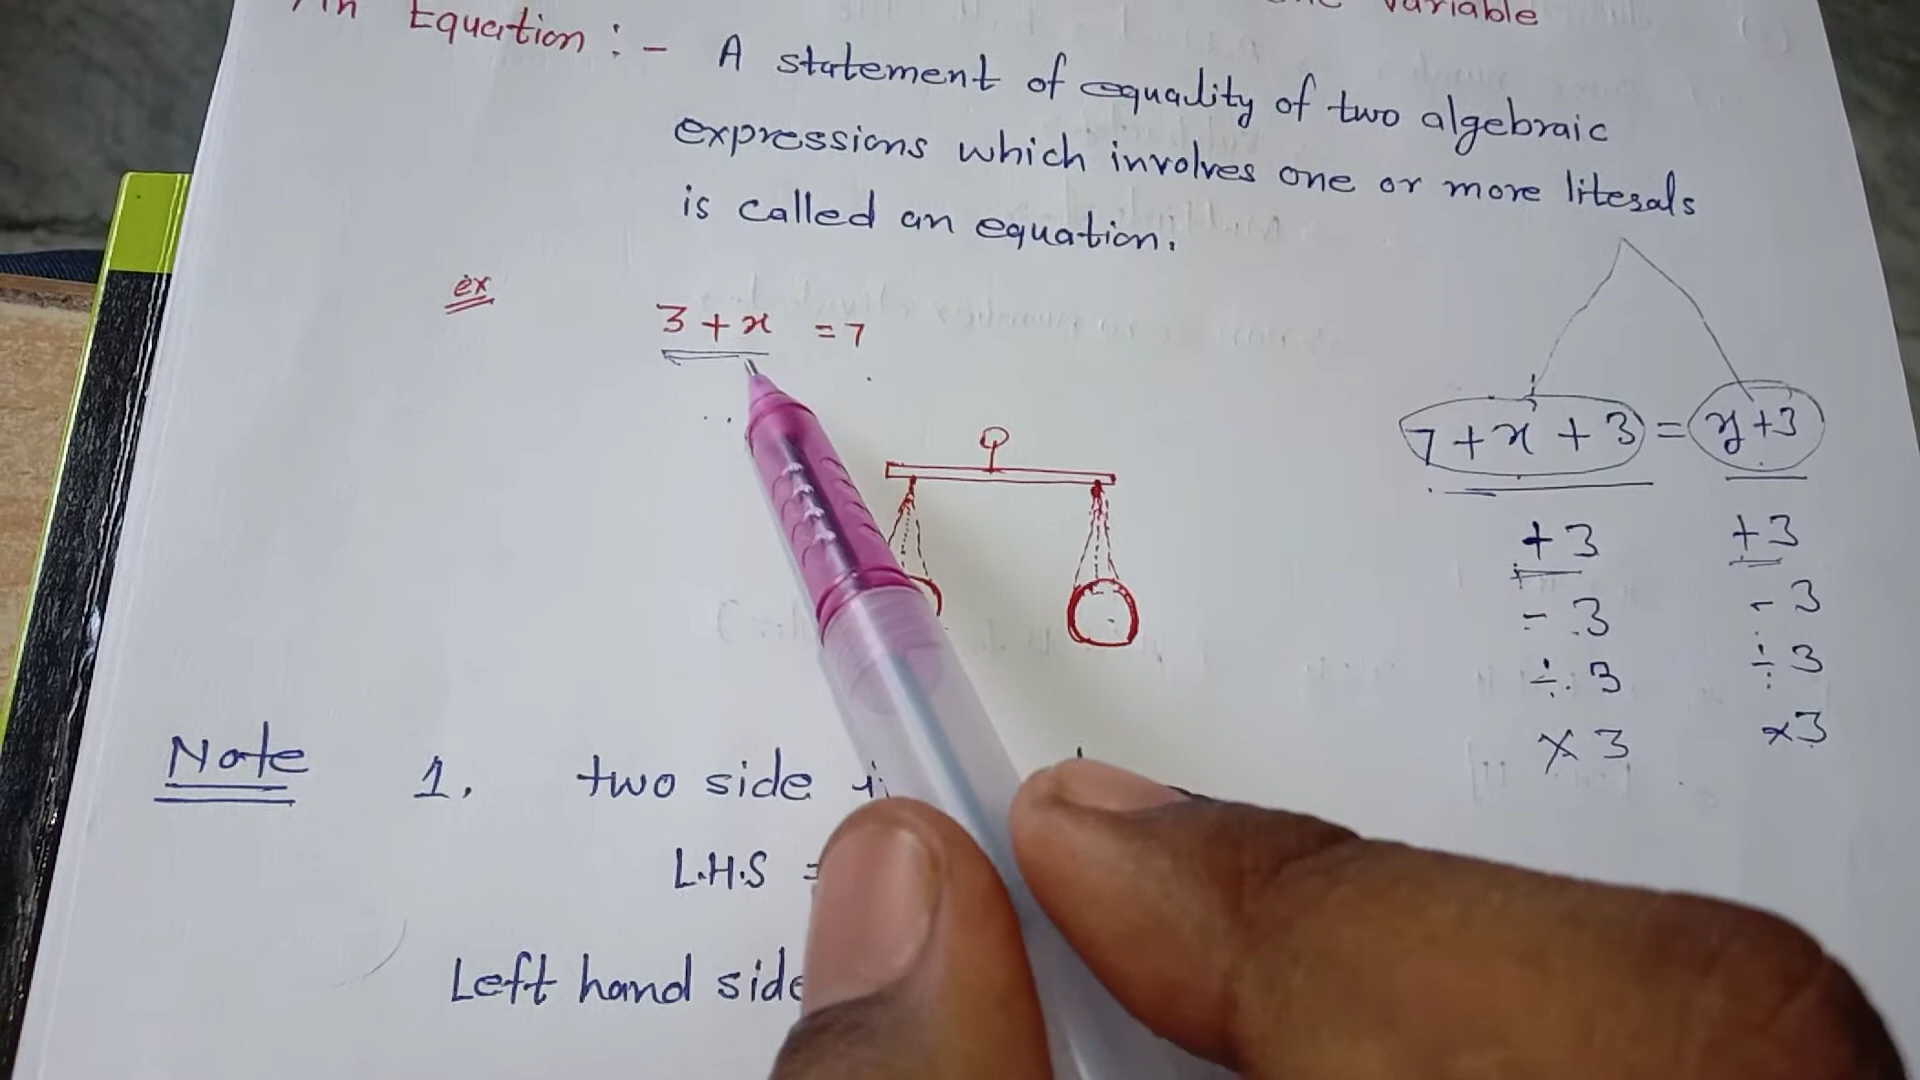 Equation : - A statement of equality of two algebraic
variable
expressions which involves one or more literals
is called an equation.
ex
3 + x = 7
7 + x + 3 = y + 3
+ 3 + 3
- 3 - 3
÷ 3 ÷ 3
× 3 × 3
Note 1. two side
L.H.S =
Left hand side